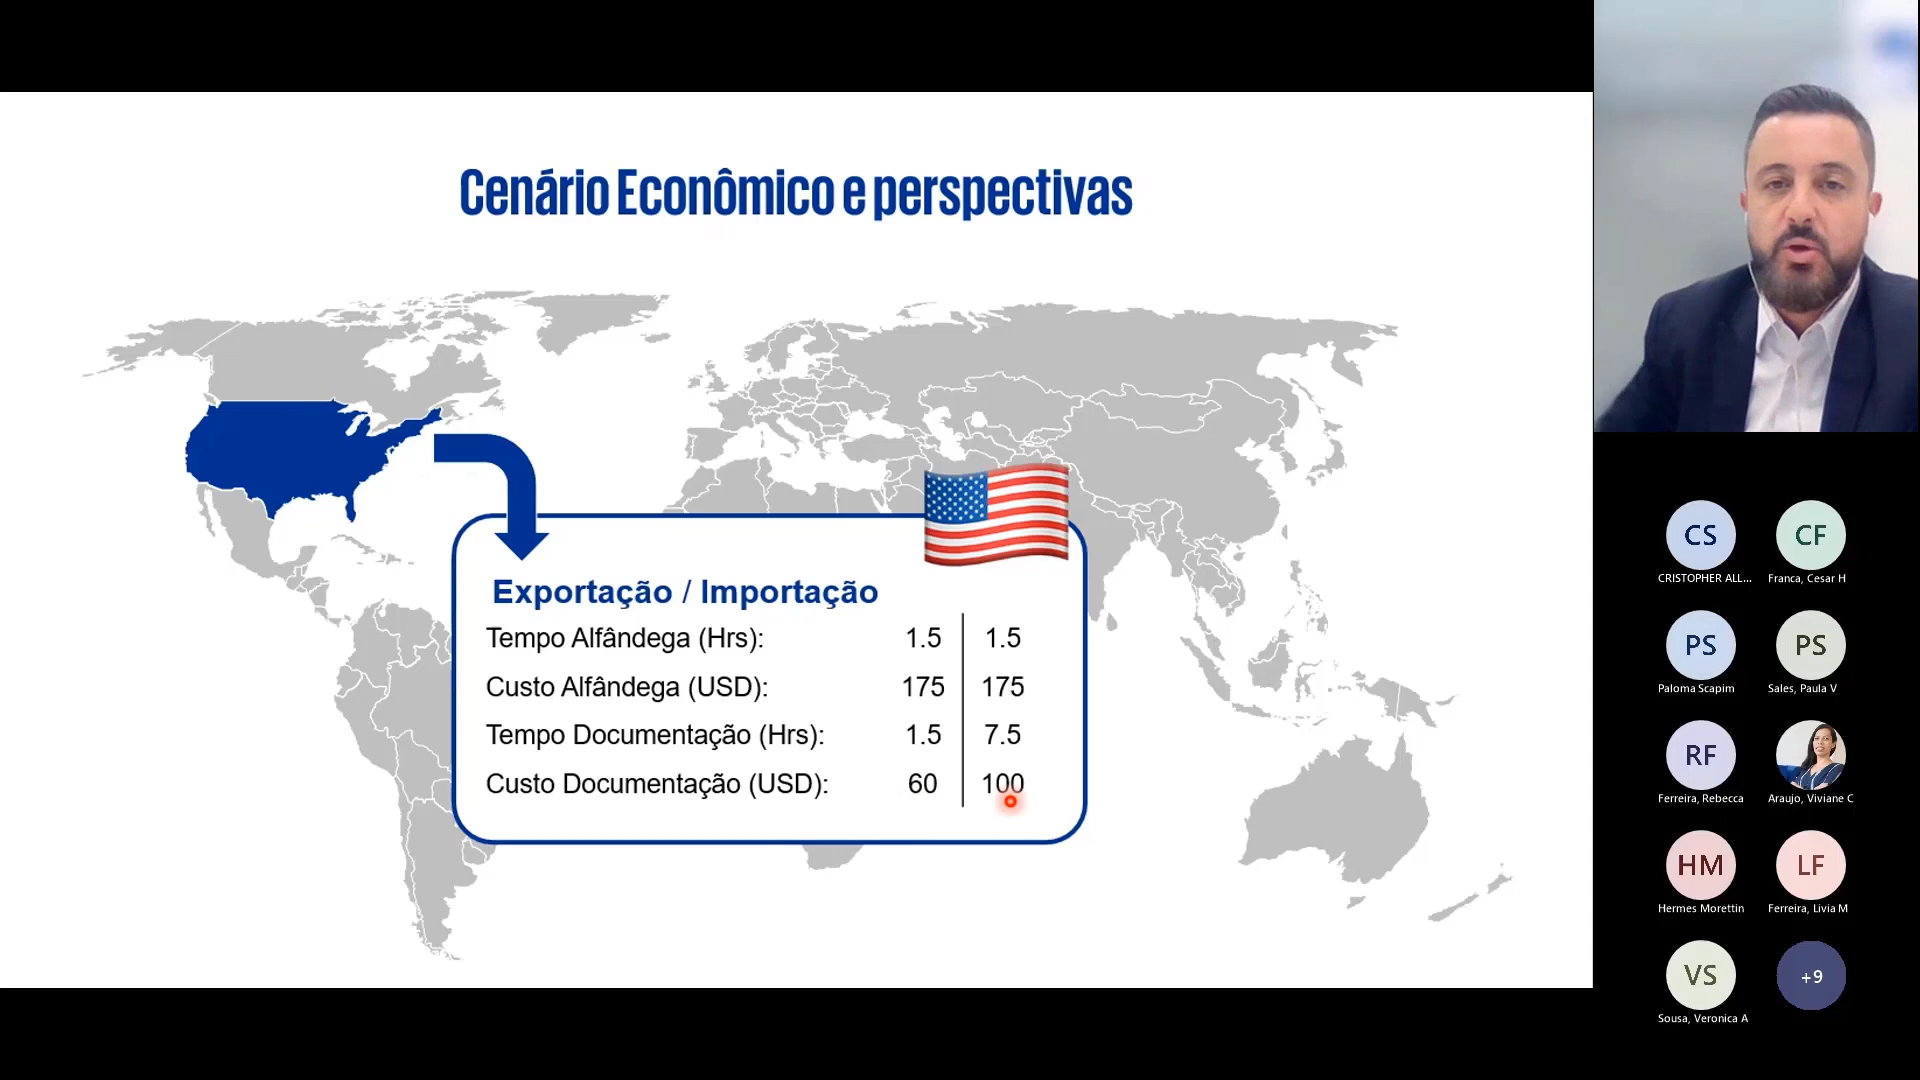 Cenário Econômico e perspectivas
Exportação / Importação
Tempo Alfândega (Hrs): 1.5 1.5
Custo Alfândega (USD): 175 175
Tempo Documentação (Hrs): 1.5 7.5
Custo Documentação (USD): 60 100
CS CF
CRISTOPHER ALL... Franca, Cesar H
PS PS
Paloma Scapim Sales, Paula V
RF
Ferreira, Rebecca Araujo, Viviane C
HM LF
Hermes Morettin Ferreira, Livia M
VS +9
Sousa, Veronica A